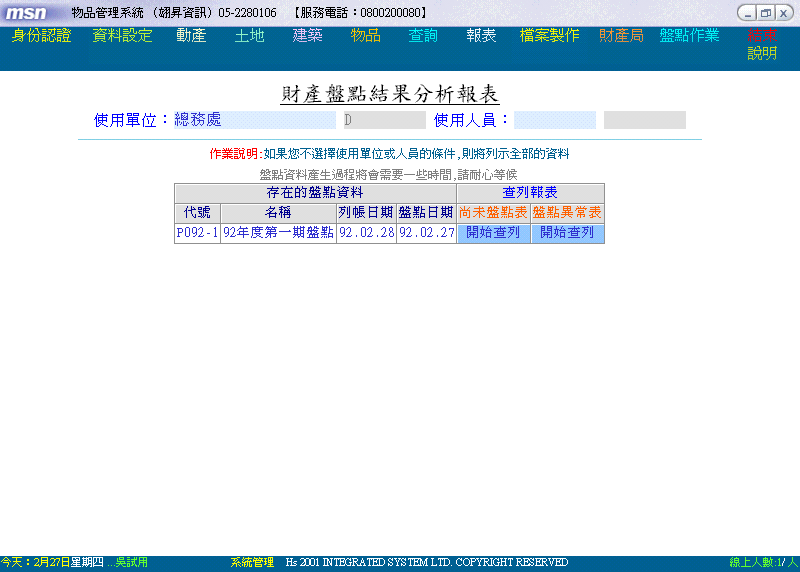 msn 物品管理系統 (翃昇資訊) 05-2280106 【服務電話：0800200080】
身份認證 資料設定 動產 土地 建築 物品 查詢 報表 檔案製作 財產局 盤點作業
說明
財產盤點結果分析報表
使用單位： 總務處 D 使用人員：
作業說明:如果您不選擇使用單位或人員的條件,則將列示全部的資料
盤點資料產生過程將會需要一些時間,請耐心等候
存在的盤點資料 查列報表
代號 名稱 列帳日期 盤點日期 尚未盤點表 盤點異常表
P092-1 92年度第一期盤點 92.02.28 92.02.27 開始查列 開始查列
今天：2月27日星期四 ...吳試用 系統管理 Hs 2001 INTEGRATED SYSTEM LTD. COPYRIGHT RESERVED 線上人數:1/人